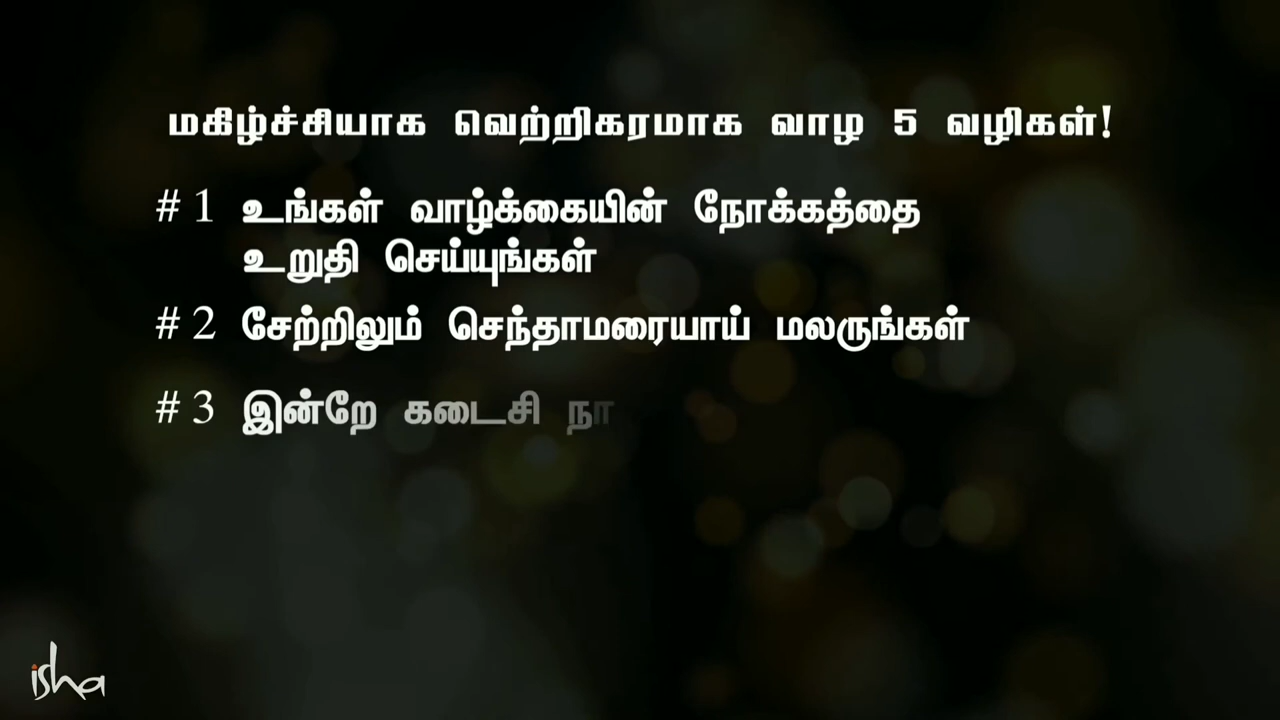 மகிழ்ச்சியாக வெற்றிகரமாக வாழ 5 வழிகள்!
# 1 உங்கள் வாழ்க்கையின் நோக்கத்தை
உறுதி செய்யுங்கள்
# 2 சேற்றிலும் செந்தாமரையாய் மலருங்கள்
# 3 இன்றே கடைசி
isha